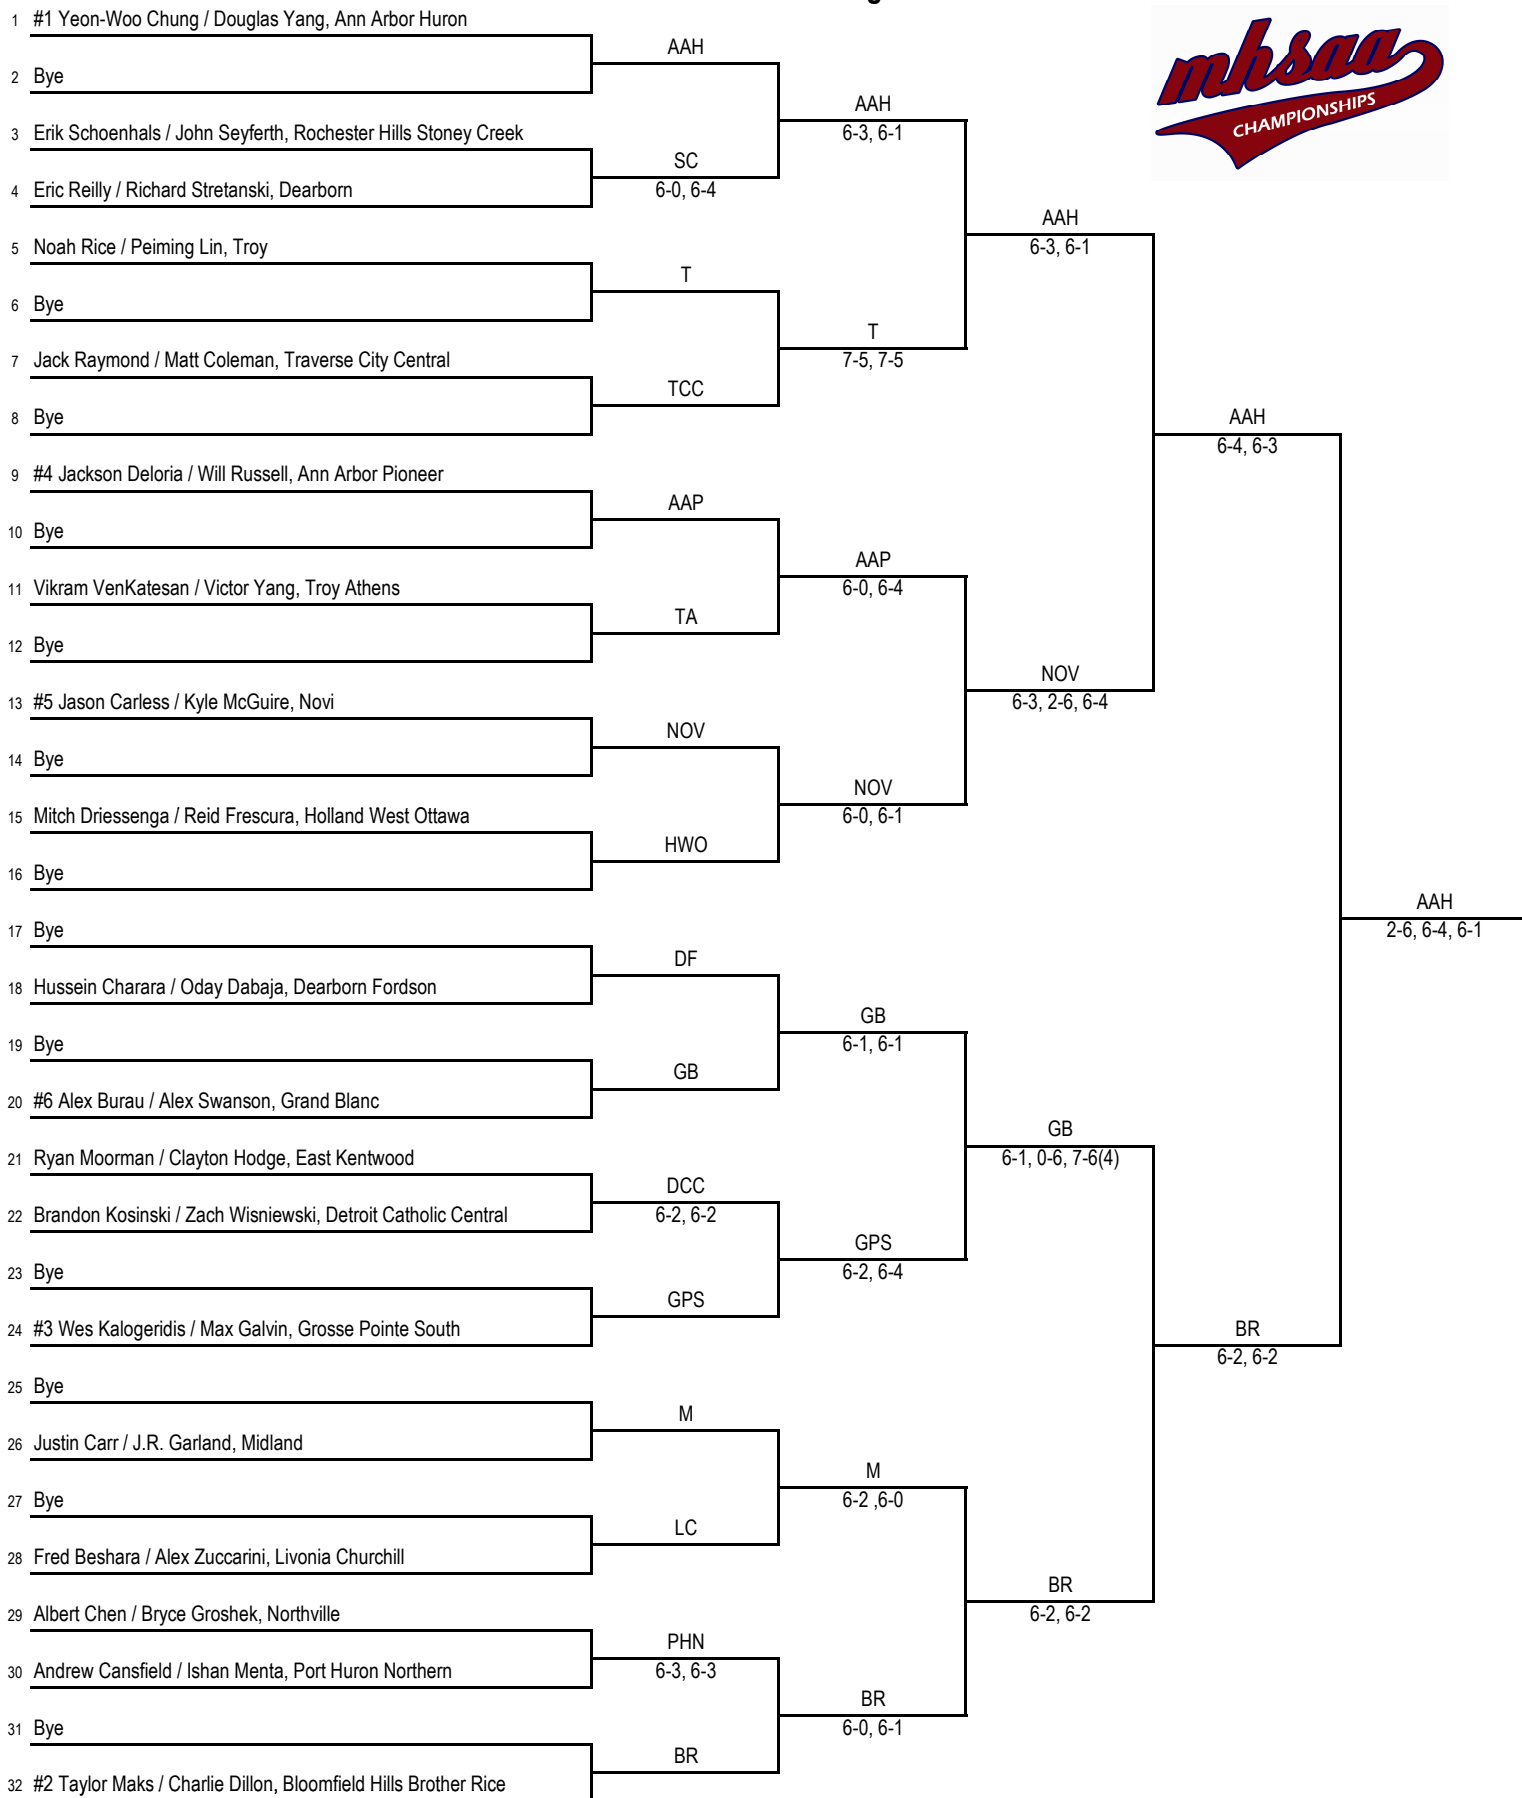 1 #1 Yeon-Woo Chung / Douglas Yang, Ann Arbor Huron
AAH
2 Bye
AAH
6-3, 6-1
3 Erik Schoenhals / John Seyferth, Rochester Hills Stoney Creek
SC
6-0, 6-4
4 Eric Reilly / Richard Stretanski, Dearborn
AAH
6-3, 6-1
5 Noah Rice / Peiming Lin, Troy
T
6 Bye
T
7-5, 7-5
7 Jack Raymond / Matt Coleman, Traverse City Central
TCC
8 Bye
AAH
6-4, 6-3
9 #4 Jackson Deloria / Will Russell, Ann Arbor Pioneer
AAP
10 Bye
AAP
6-0, 6-4
11 Vikram VenKatesan / Victor Yang, Troy Athens
TA
12 Bye
NOV
6-3, 2-6, 6-4
13 #5 Jason Carless / Kyle McGuire, Novi
NOV
14 Bye
NOV
6-0, 6-1
15 Mitch Driessenga / Reid Frescura, Holland West Ottawa
HWO
16 Bye
AAH
2-6, 6-4, 6-1
17 Bye
DF
18 Hussein Charara / Oday Dabaja, Dearborn Fordson
GB
6-1, 6-1
19 Bye
GB
20 #6 Alex Burau / Alex Swanson, Grand Blanc
GB
6-1, 0-6, 7-6(4)
21 Ryan Moorman / Clayton Hodge, East Kentwood
DCC
6-2, 6-2
22 Brandon Kosinski / Zach Wisniewski, Detroit Catholic Central
GPS
6-2, 6-4
23 Bye
GPS
24 #3 Wes Kalogeridis / Max Galvin, Grosse Pointe South
BR
6-2, 6-2
25 Bye
M
26 Justin Carr / J.R. Garland, Midland
M
6-2 ,6-0
27 Bye
LC
28 Fred Beshara / Alex Zuccarini, Livonia Churchill
BR
6-2, 6-2
29 Albert Chen / Bryce Groshek, Northville
PHN
6-3, 6-3
30 Andrew Cansfield / Ishan Menta, Port Huron Northern
BR
6-0, 6-1
31 Bye
BR
32 #2 Taylor Maks / Charlie Dillon, Bloomfield Hills Brother Rice
mhsaa
CHAMPIONSHIPS